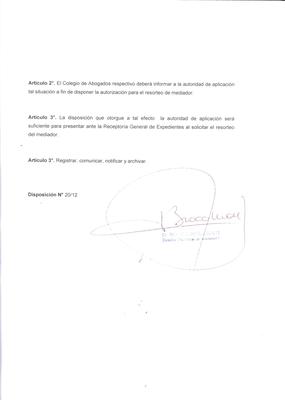 Artículo 2°. El Colegio de Abogados respectivo deberá informar a la autoridad de aplicación
tal situación a fin de disponer la autorización para el resorteo de mediador.
Artículo 3°. La disposición que otorgue a tal efecto la autoridad de aplicación será
suficiente para presentar ante la Receptoría General de Expedientes al solicitar el resorteo
del mediador.
Artículo 3°. Registrar, comunicar, notificar y archivar.
Disposición N° 20/12